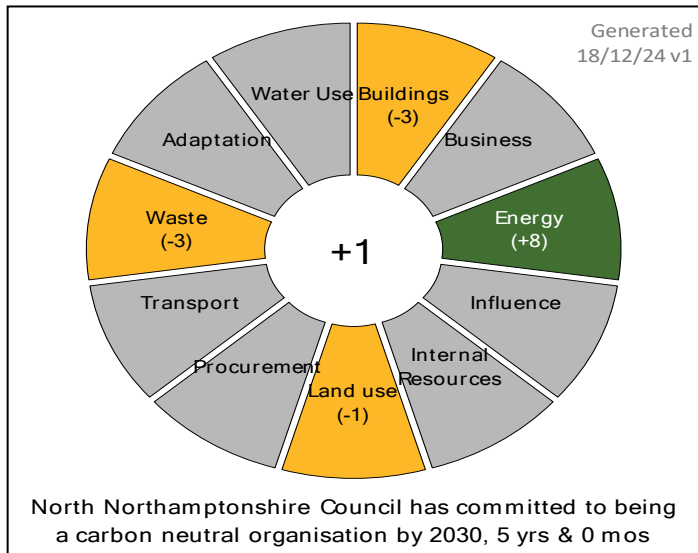 Generated
18/12/24 v1
Water Use
Buildings
(-3)
Business
Energy
(+8)
Influence
Internal
Resources
Land use
(-1)
Procurement
Transport
Waste
(-3)
Adaptation
+1
North Northamptonshire Council has committed to being
a carbon neutral organisation by 2030, 5 yrs & 0 mos